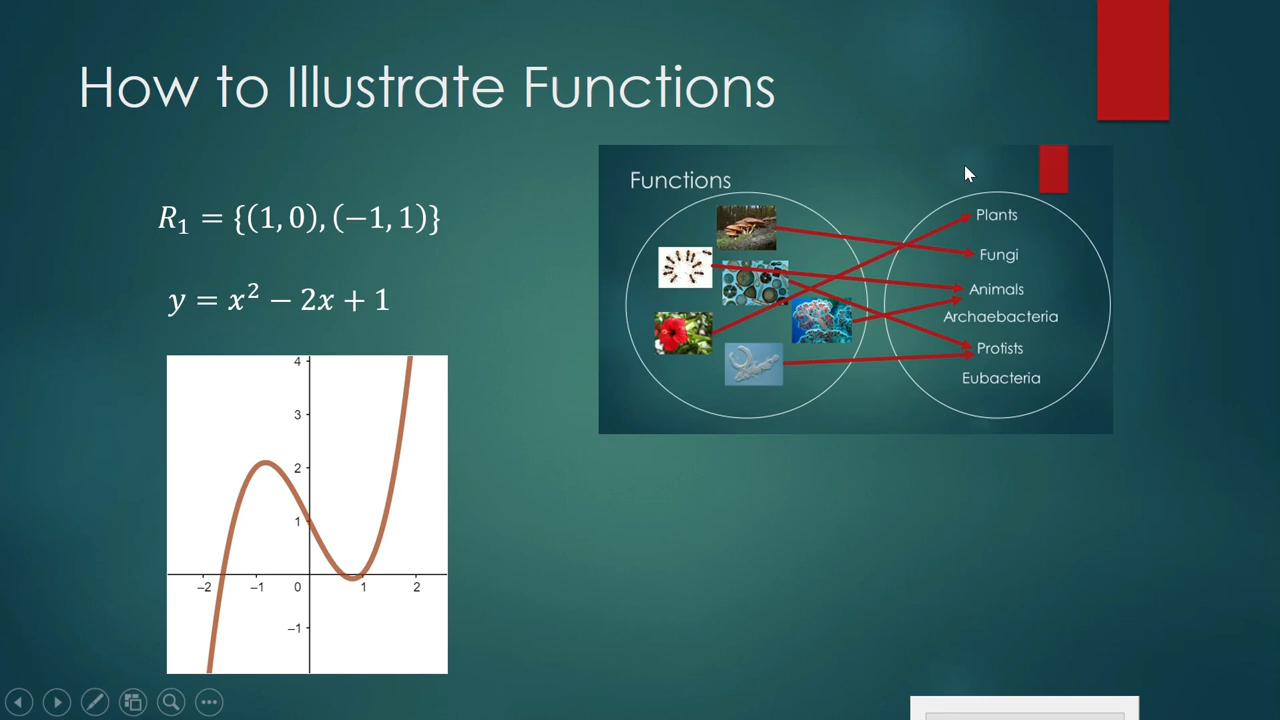 How to Illustrate Functions
R₁ = {(1, 0), (−1, 1)}
y = x² − 2x + 1
4
3
2
1
−2 −1 0 1 2
−1
Functions
Plants
Fungi
Animals
Archaebacteria
Protists
Eubacteria